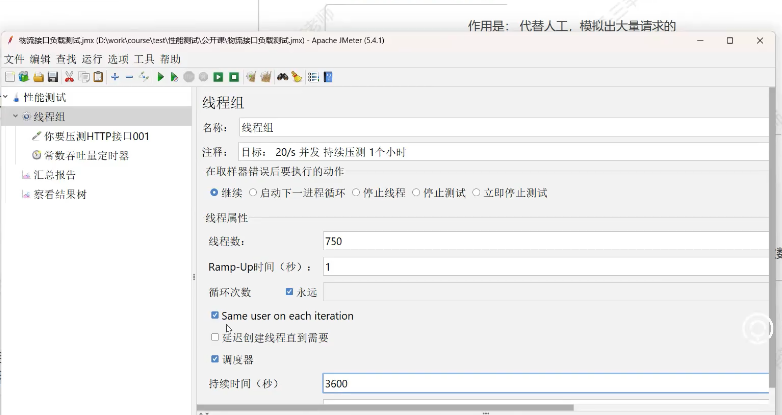 作用是： 代替人工，模拟出大量请求的
物流接口负载测试.jmx (D:\work\course\test\性能测试\公开课\物流接口负载测试.jmx) - Apache JMeter (5.4.1)
文件 编辑 查找 运行 选项 工具 帮助
性能测试
线程组
你要压测HTTP接口001
常数吞吐量定时器
汇总报告
察看结果树
线程组
名称： 线程组
注释： 目标： 20/s 并发 持续压测 1个小时
在取样器错误后要执行的动作
继续 启动下一进程循环 停止线程 停止测试 立即停止测试
线程属性
线程数： 750
Ramp-Up时间（秒）： 1
循环次数 永远
Same user on each iteration
延迟创建线程直到需要
调度器
持续时间（秒） 3600